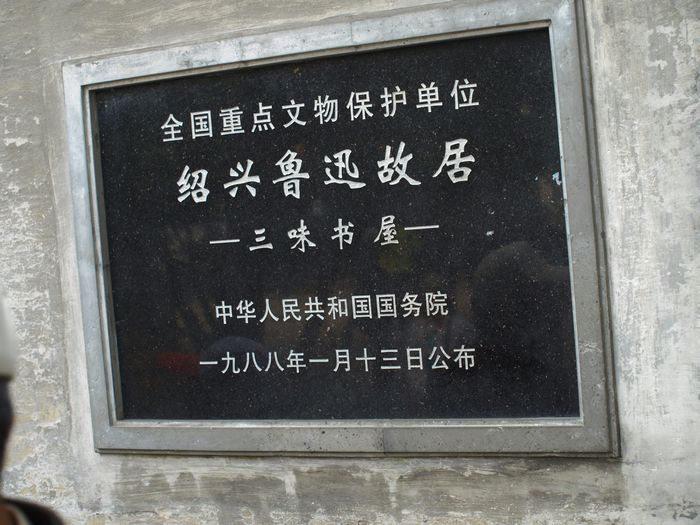 全国重点文物保护单位
绍兴鲁迅故居
—三味书屋—
中华人民共和国国务院
一九八八年一月十三日公布